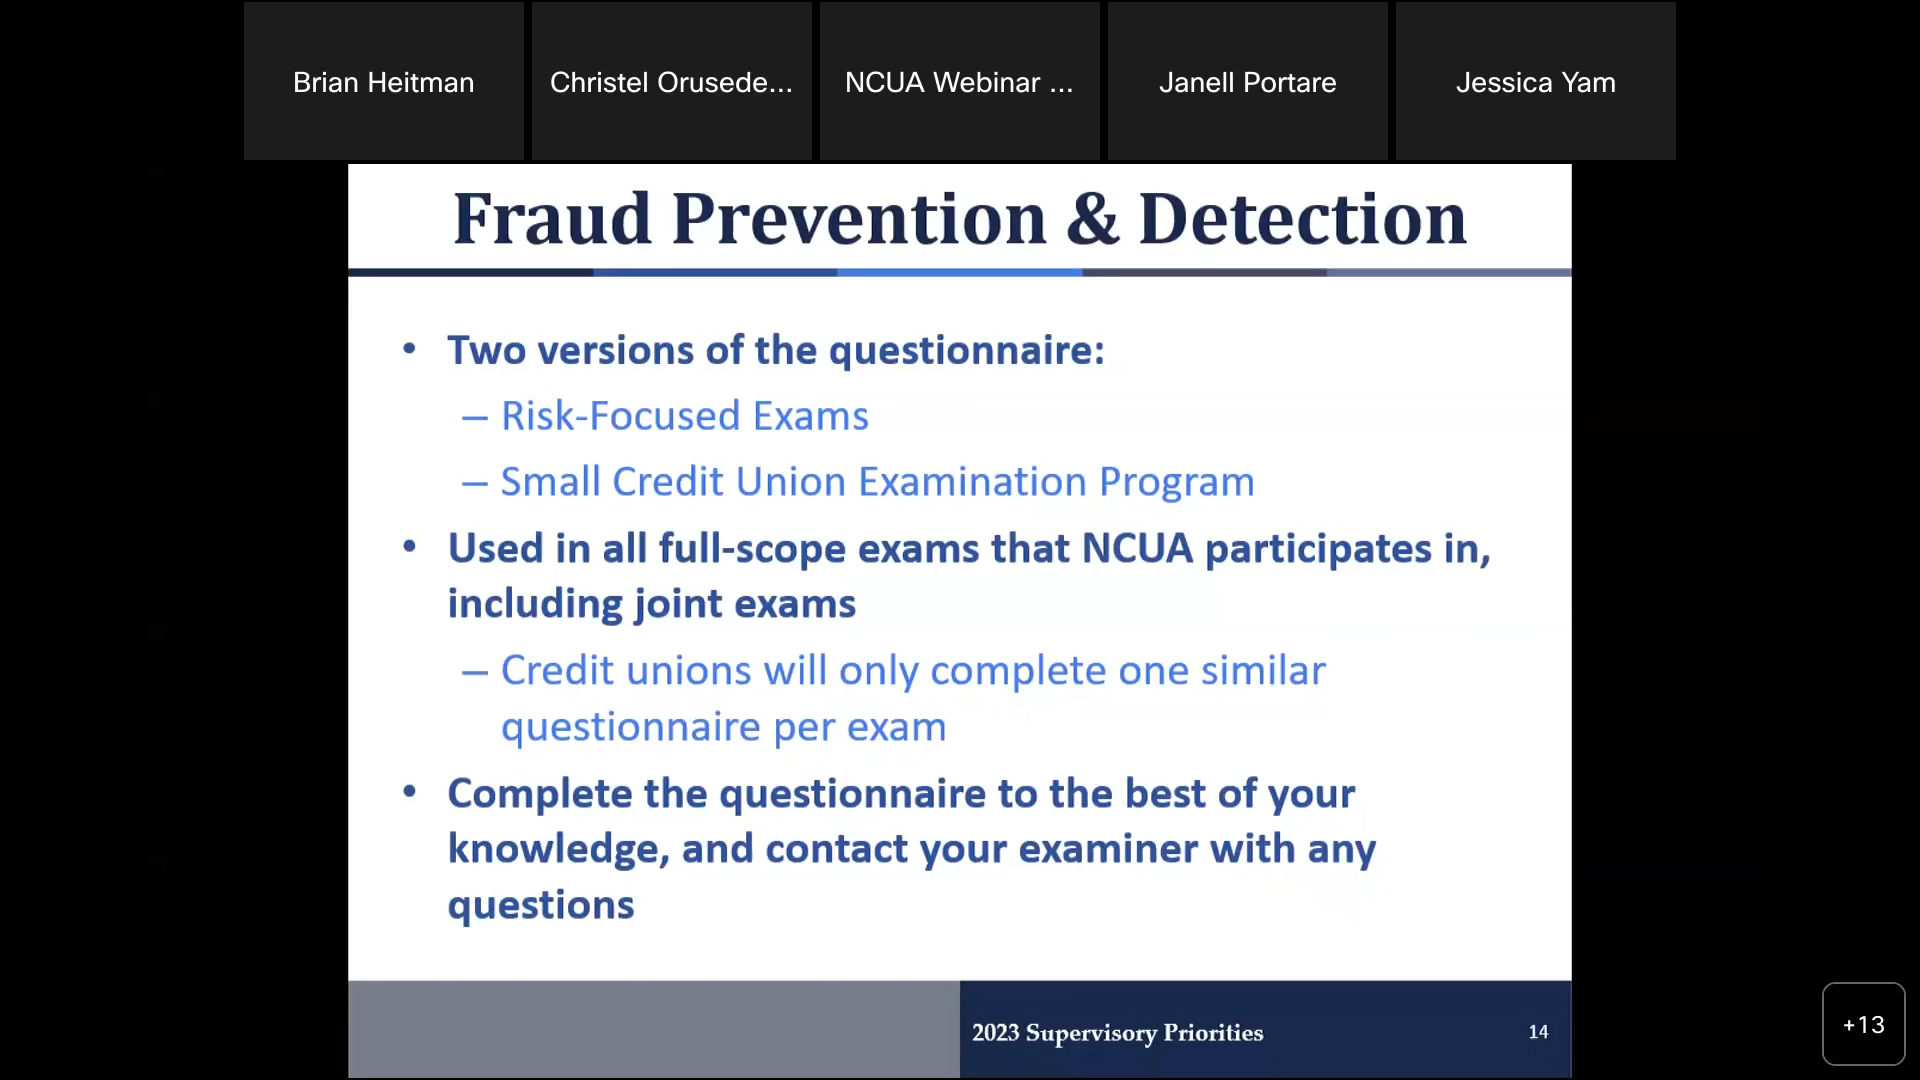 Brian Heitman
Christel Orusede...
NCUA Webinar ...
Janell Portare
Jessica Yam
Fraud Prevention & Detection
• Two versions of the questionnaire:
– Risk-Focused Exams
– Small Credit Union Examination Program
• Used in all full-scope exams that NCUA participates in,
including joint exams
– Credit unions will only complete one similar
questionnaire per exam
• Complete the questionnaire to the best of your
knowledge, and contact your examiner with any
questions
2023 Supervisory Priorities
14
+13